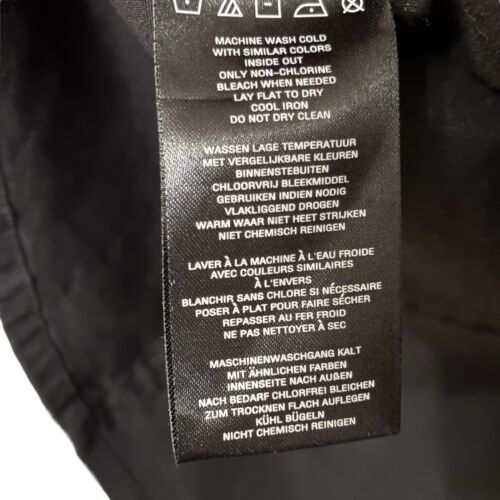 MACHINE WASH COLD
WITH SIMILAR COLORS
INSIDE OUT
ONLY NON-CHLORINE
BLEACH WHEN NEEDED
LAY FLAT TO DRY
COOL IRON
DO NOT DRY CLEAN
WASSEN LAGE TEMPERATUUR
MET VERGELIJKBARE KLEUREN
BINNENSTEBUITEN
CHLOORVRIJ BLEEKMIDDEL
GEBRUIKEN INDIEN NODIG
VLAKLIGGEND DROGEN
WARM WAAR NIET HEET STRIJKEN
NIET CHEMISCH REINIGEN
LAVER À LA MACHINE À L'EAU FROIDE
AVEC COULEURS SIMILAIRES
À L'ENVERS
BLANCHIR SANS CHLORE SI NÉCESSAIRE
POSER À PLAT POUR FAIRE SÉCHER
REPASSER AU FER FROID
NE PAS NETTOYER À SEC
MASCHINENWASCHGANG KALT
MIT ÄHNLICHEN FARBEN
INNENSEITE NACH AUßEN
NACH BEDARF CHLORFREI BLEICHEN
ZUM TROCKNEN FLACH AUFLEGEN
KÜHL BÜGELN
NICHT CHEMISCH REINIGEN